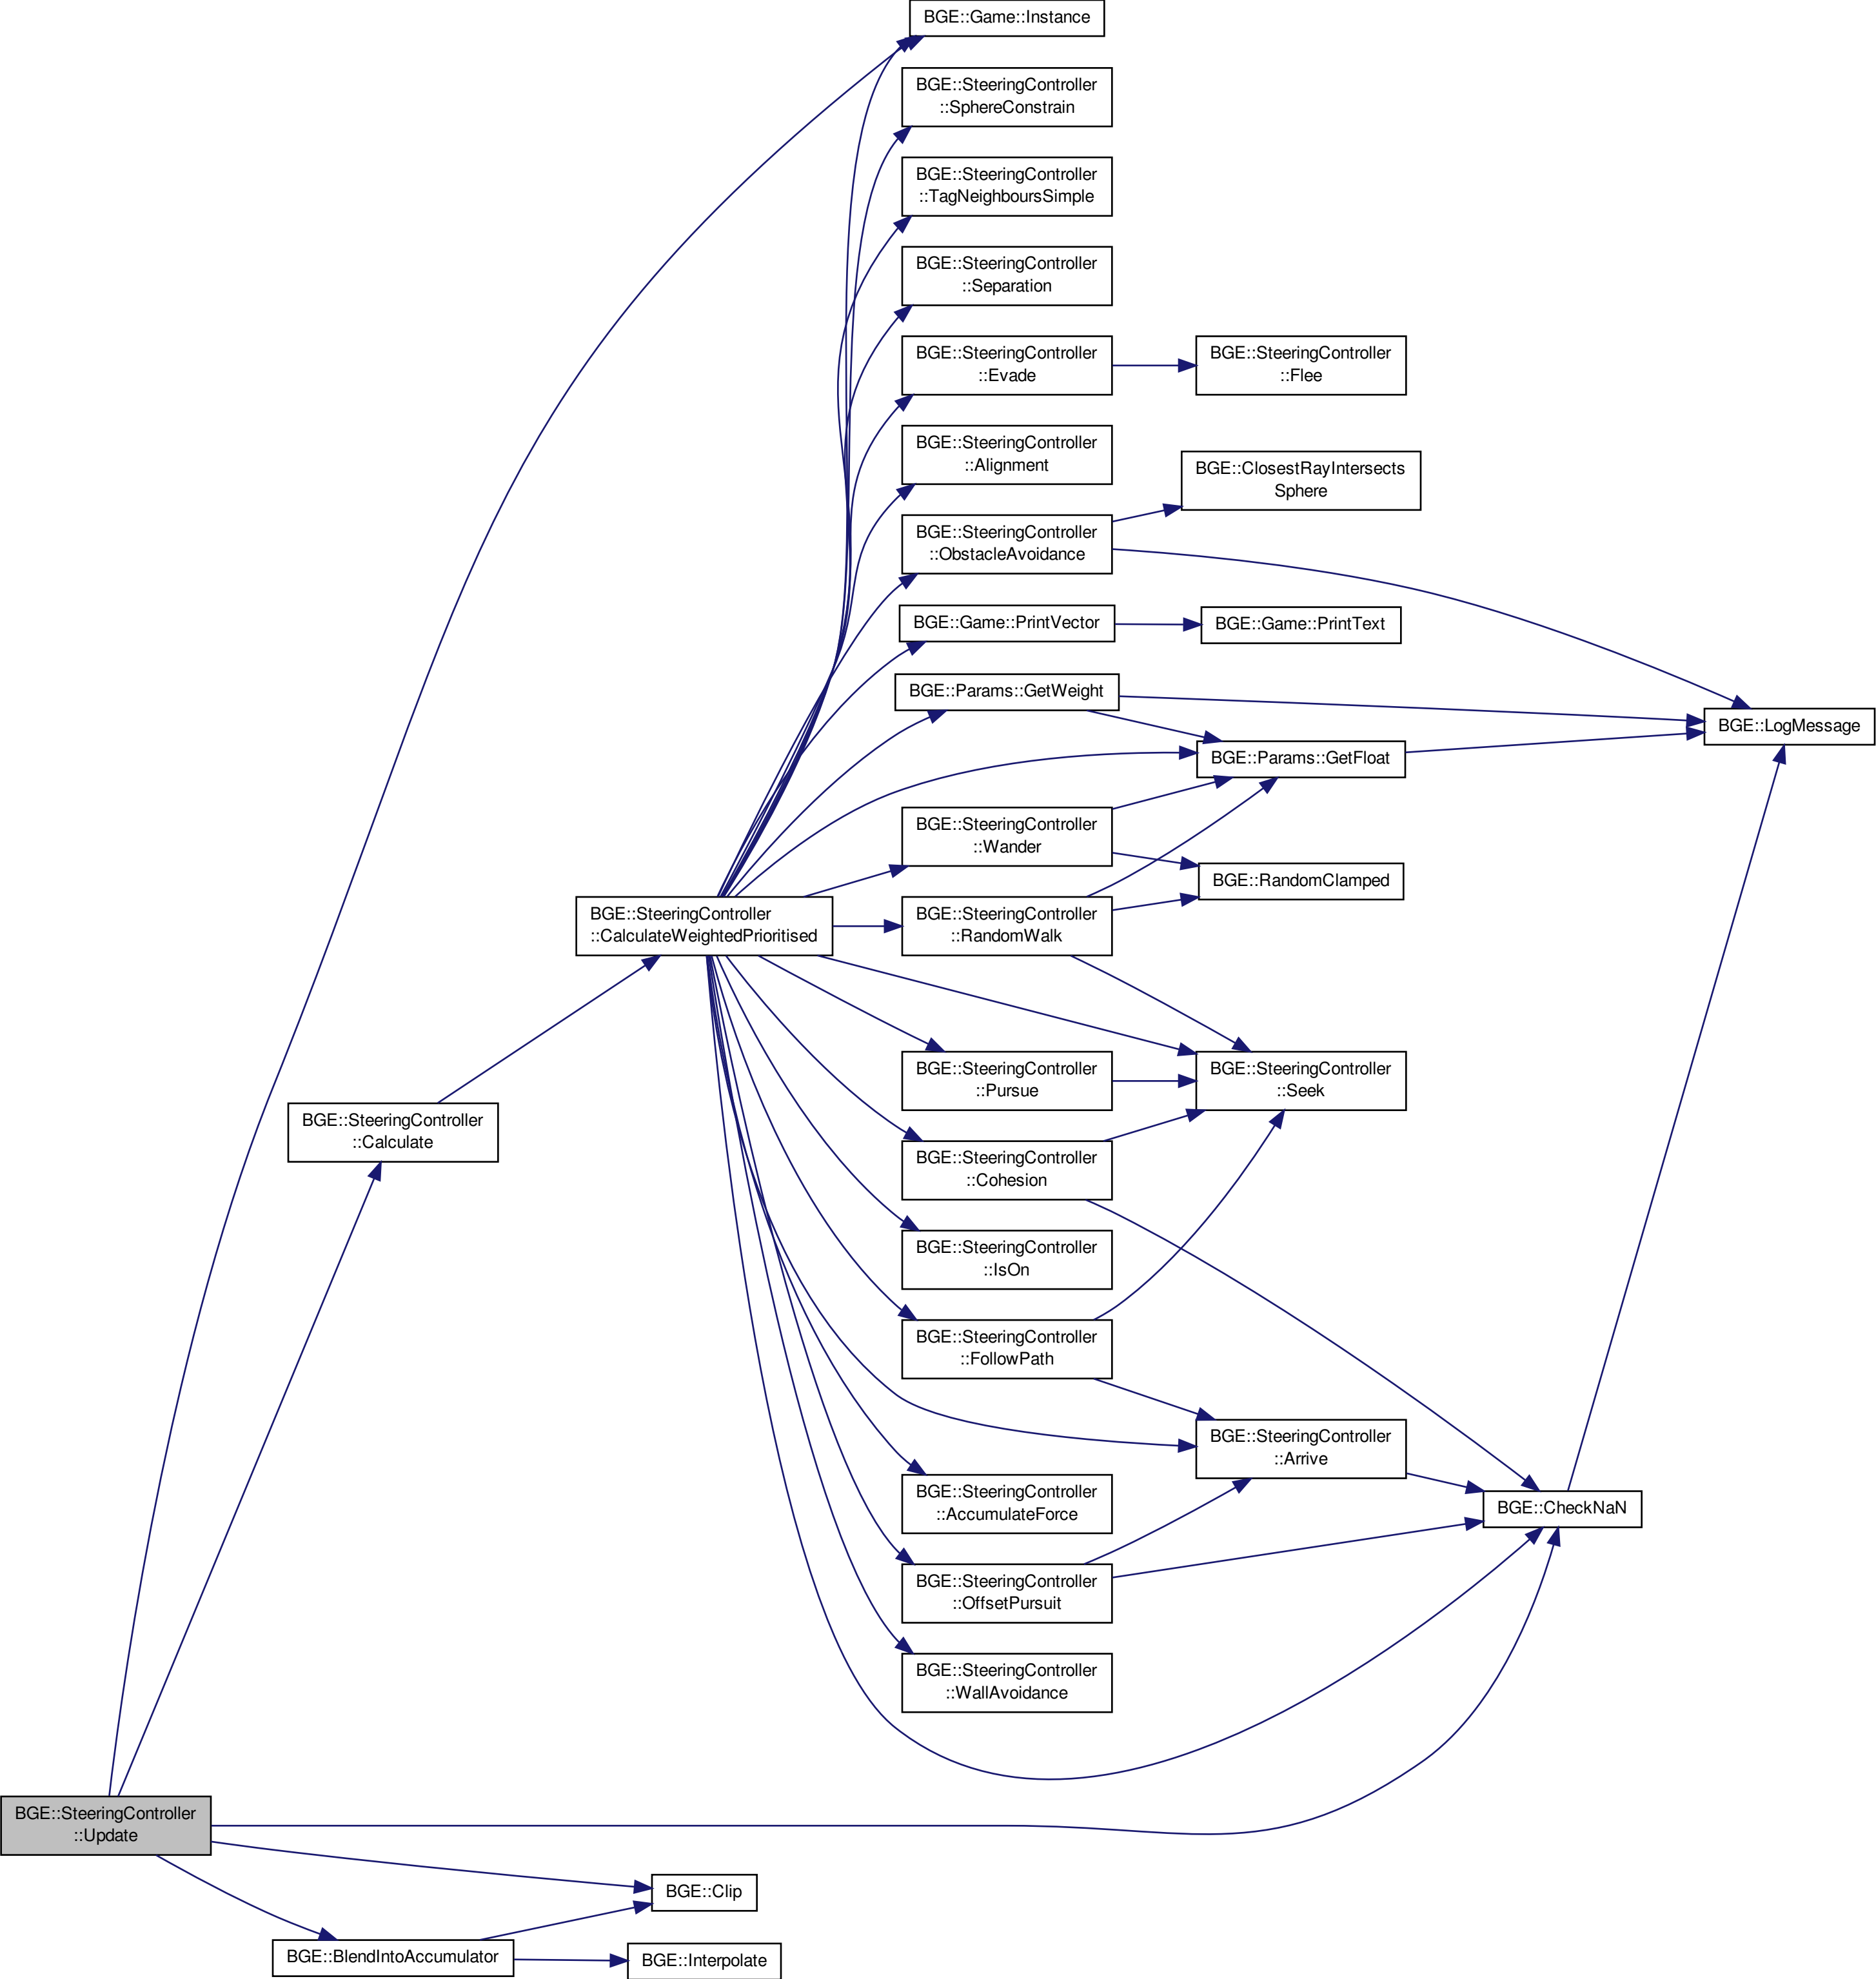 BGE::Game::Instance
BGE::SteeringController
::SphereConstrain
BGE::SteeringController
::TagNeighboursSimple
BGE::SteeringController
::Separation
BGE::SteeringController
::Evade
BGE::SteeringController
::Flee
BGE::SteeringController
::Alignment
BGE::ClosestRayIntersects
Sphere
BGE::SteeringController
::ObstacleAvoidance
BGE::Game::PrintVector
BGE::Game::PrintText
BGE::Params::GetWeight
BGE::LogMessage
BGE::Params::GetFloat
BGE::SteeringController
::Wander
BGE::RandomClamped
BGE::SteeringController
::CalculateWeightedPrioritised
BGE::SteeringController
::RandomWalk
BGE::SteeringController
::Pursue
BGE::SteeringController
::Seek
BGE::SteeringController
::Calculate
BGE::SteeringController
::Cohesion
BGE::SteeringController
::IsOn
BGE::SteeringController
::FollowPath
BGE::SteeringController
::Arrive
BGE::SteeringController
::AccumulateForce
BGE::CheckNaN
BGE::SteeringController
::OffsetPursuit
BGE::SteeringController
::WallAvoidance
BGE::SteeringController
::Update
BGE::Clip
BGE::BlendIntoAccumulator
BGE::Interpolate